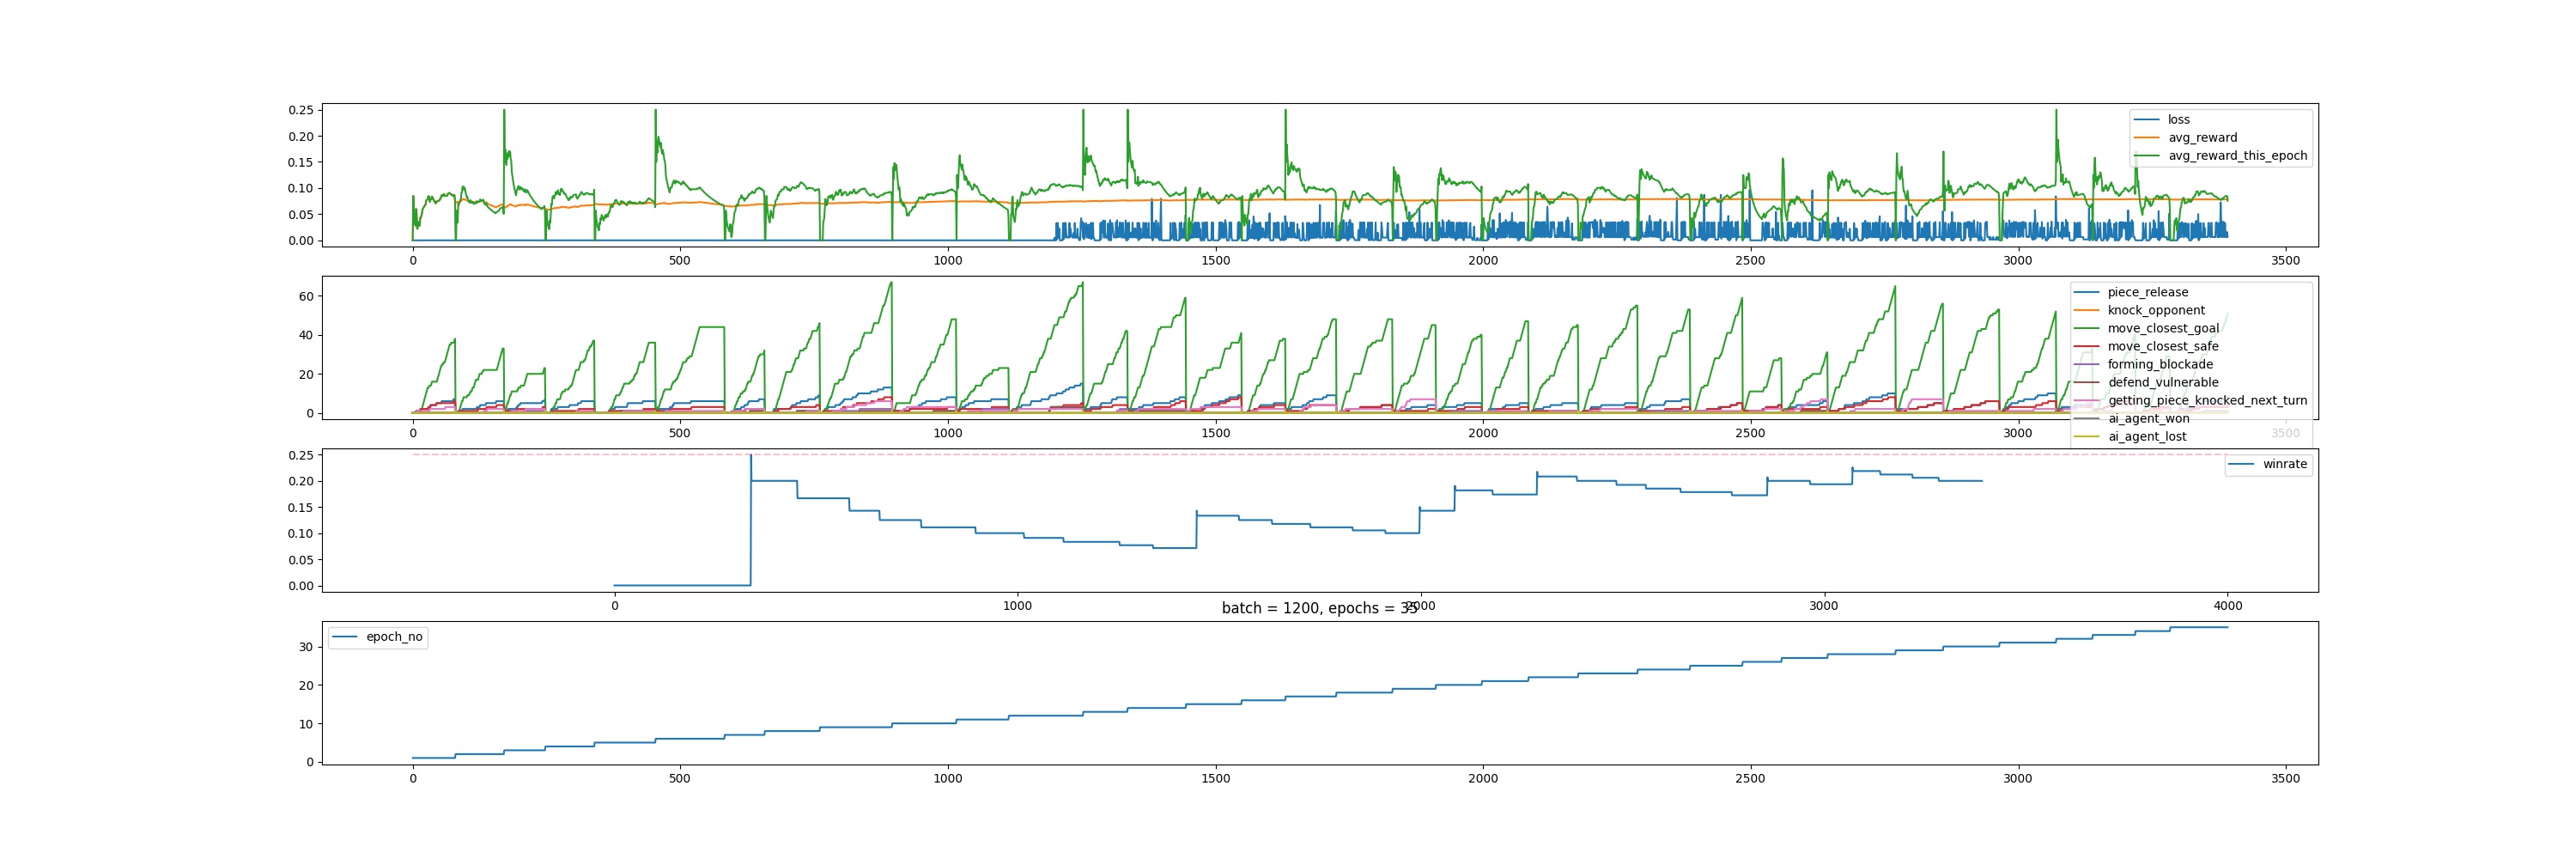 0.25
0.20
0.15
0.10
0.05
0.00
loss
avg_reward
avg_reward_this_epoch
0 500 1000 1500 2000 2500 3000 3500
60
40
20
0
piece_release
knock_opponent
move_closest_goal
move_closest_safe
forming_blockade
defend_vulnerable
getting_piece_knocked_next_turn
ai_agent_won
ai_agent_lost
0 500 1000 1500 2000 2500 3000 3500
0.25
0.20
0.15
0.10
0.05
0.00
winrate
0 1000 2000 3000 4000
batch = 1200, epochs = 35
epoch_no
30
20
10
0
0 500 1000 1500 2000 2500 3000 3500